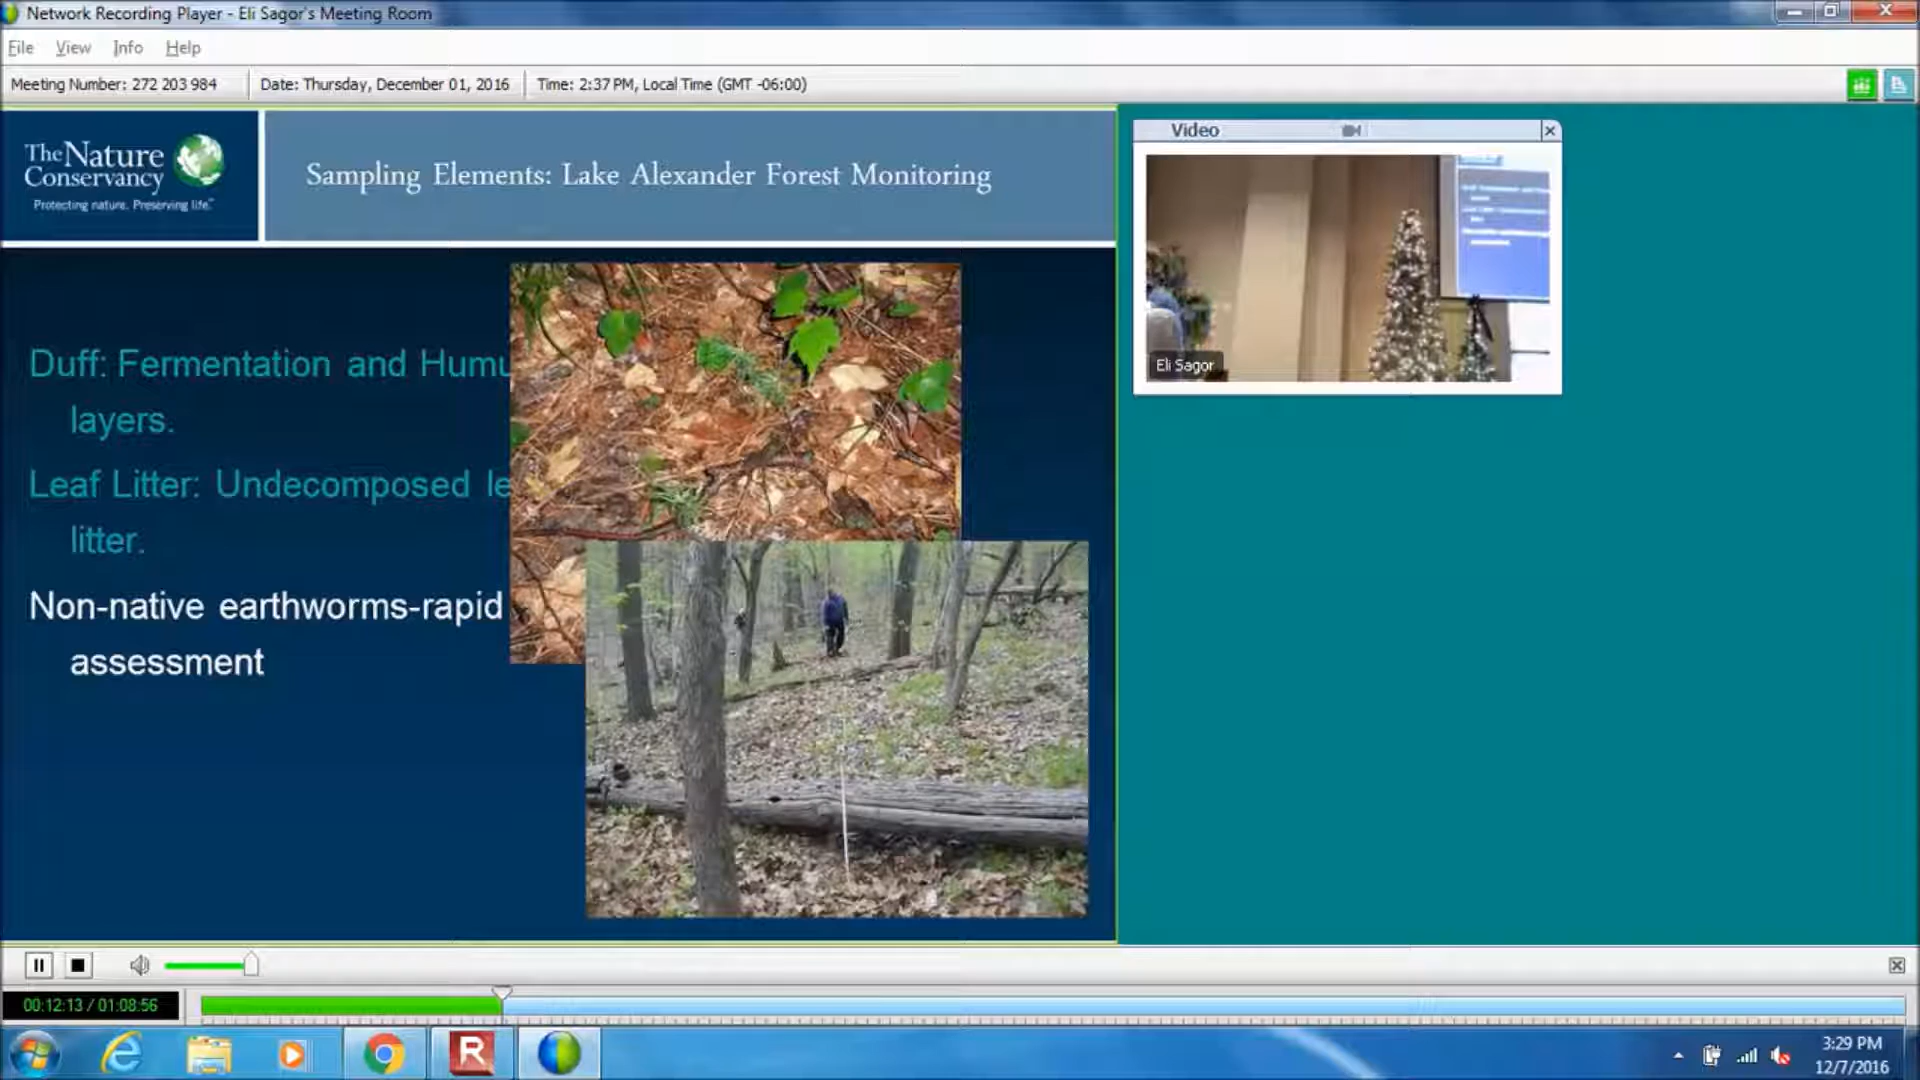 Network Recording Player - Eli Sagor's Meeting Room
File View Info Help
Meeting Number: 272 203 984 Date: Thursday, December 01, 2016 Time: 2:37 PM, Local Time (GMT -06:00)
The Nature
Conservancy
Protecting nature. Preserving life.™
Sampling Elements: Lake Alexander Forest Monitoring
Video
Eli Sagor
Duff: Fermentation and Humu
layers.
Leaf Litter: Undecomposed le
litter.
Non-native earthworms-rapid
assessment
00:12:13 / 01:08:56
R
3:29 PM
12/7/2016